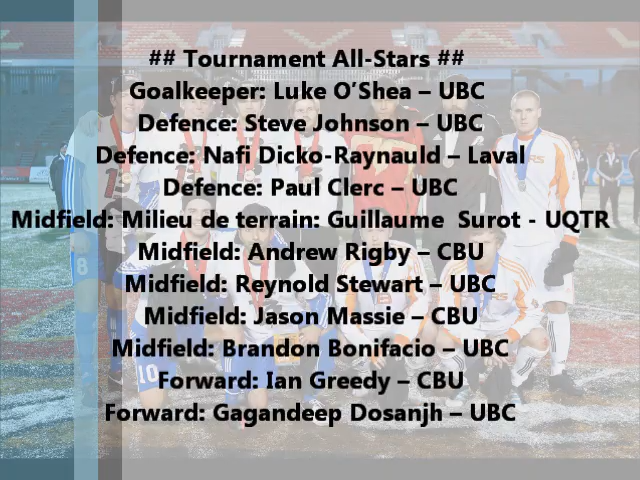 ## Tournament All-Stars ##
Goalkeeper: Luke O'Shea – UBC
Defence: Steve Johnson – UBC
Defence: Nafi Dicko-Raynauld – Laval
Defence: Paul Clerc – UBC
Midfield: Milieu de terrain: Guillaume  Surot - UQTR
Midfield: Andrew Rigby – CBU
Midfield: Reynold Stewart – UBC
Midfield: Jason Massie – CBU
Midfield: Brandon Bonifacio – UBC
Forward: Ian Greedy – CBU
Forward: Gagandeep Dosanjh – UBC
8
10